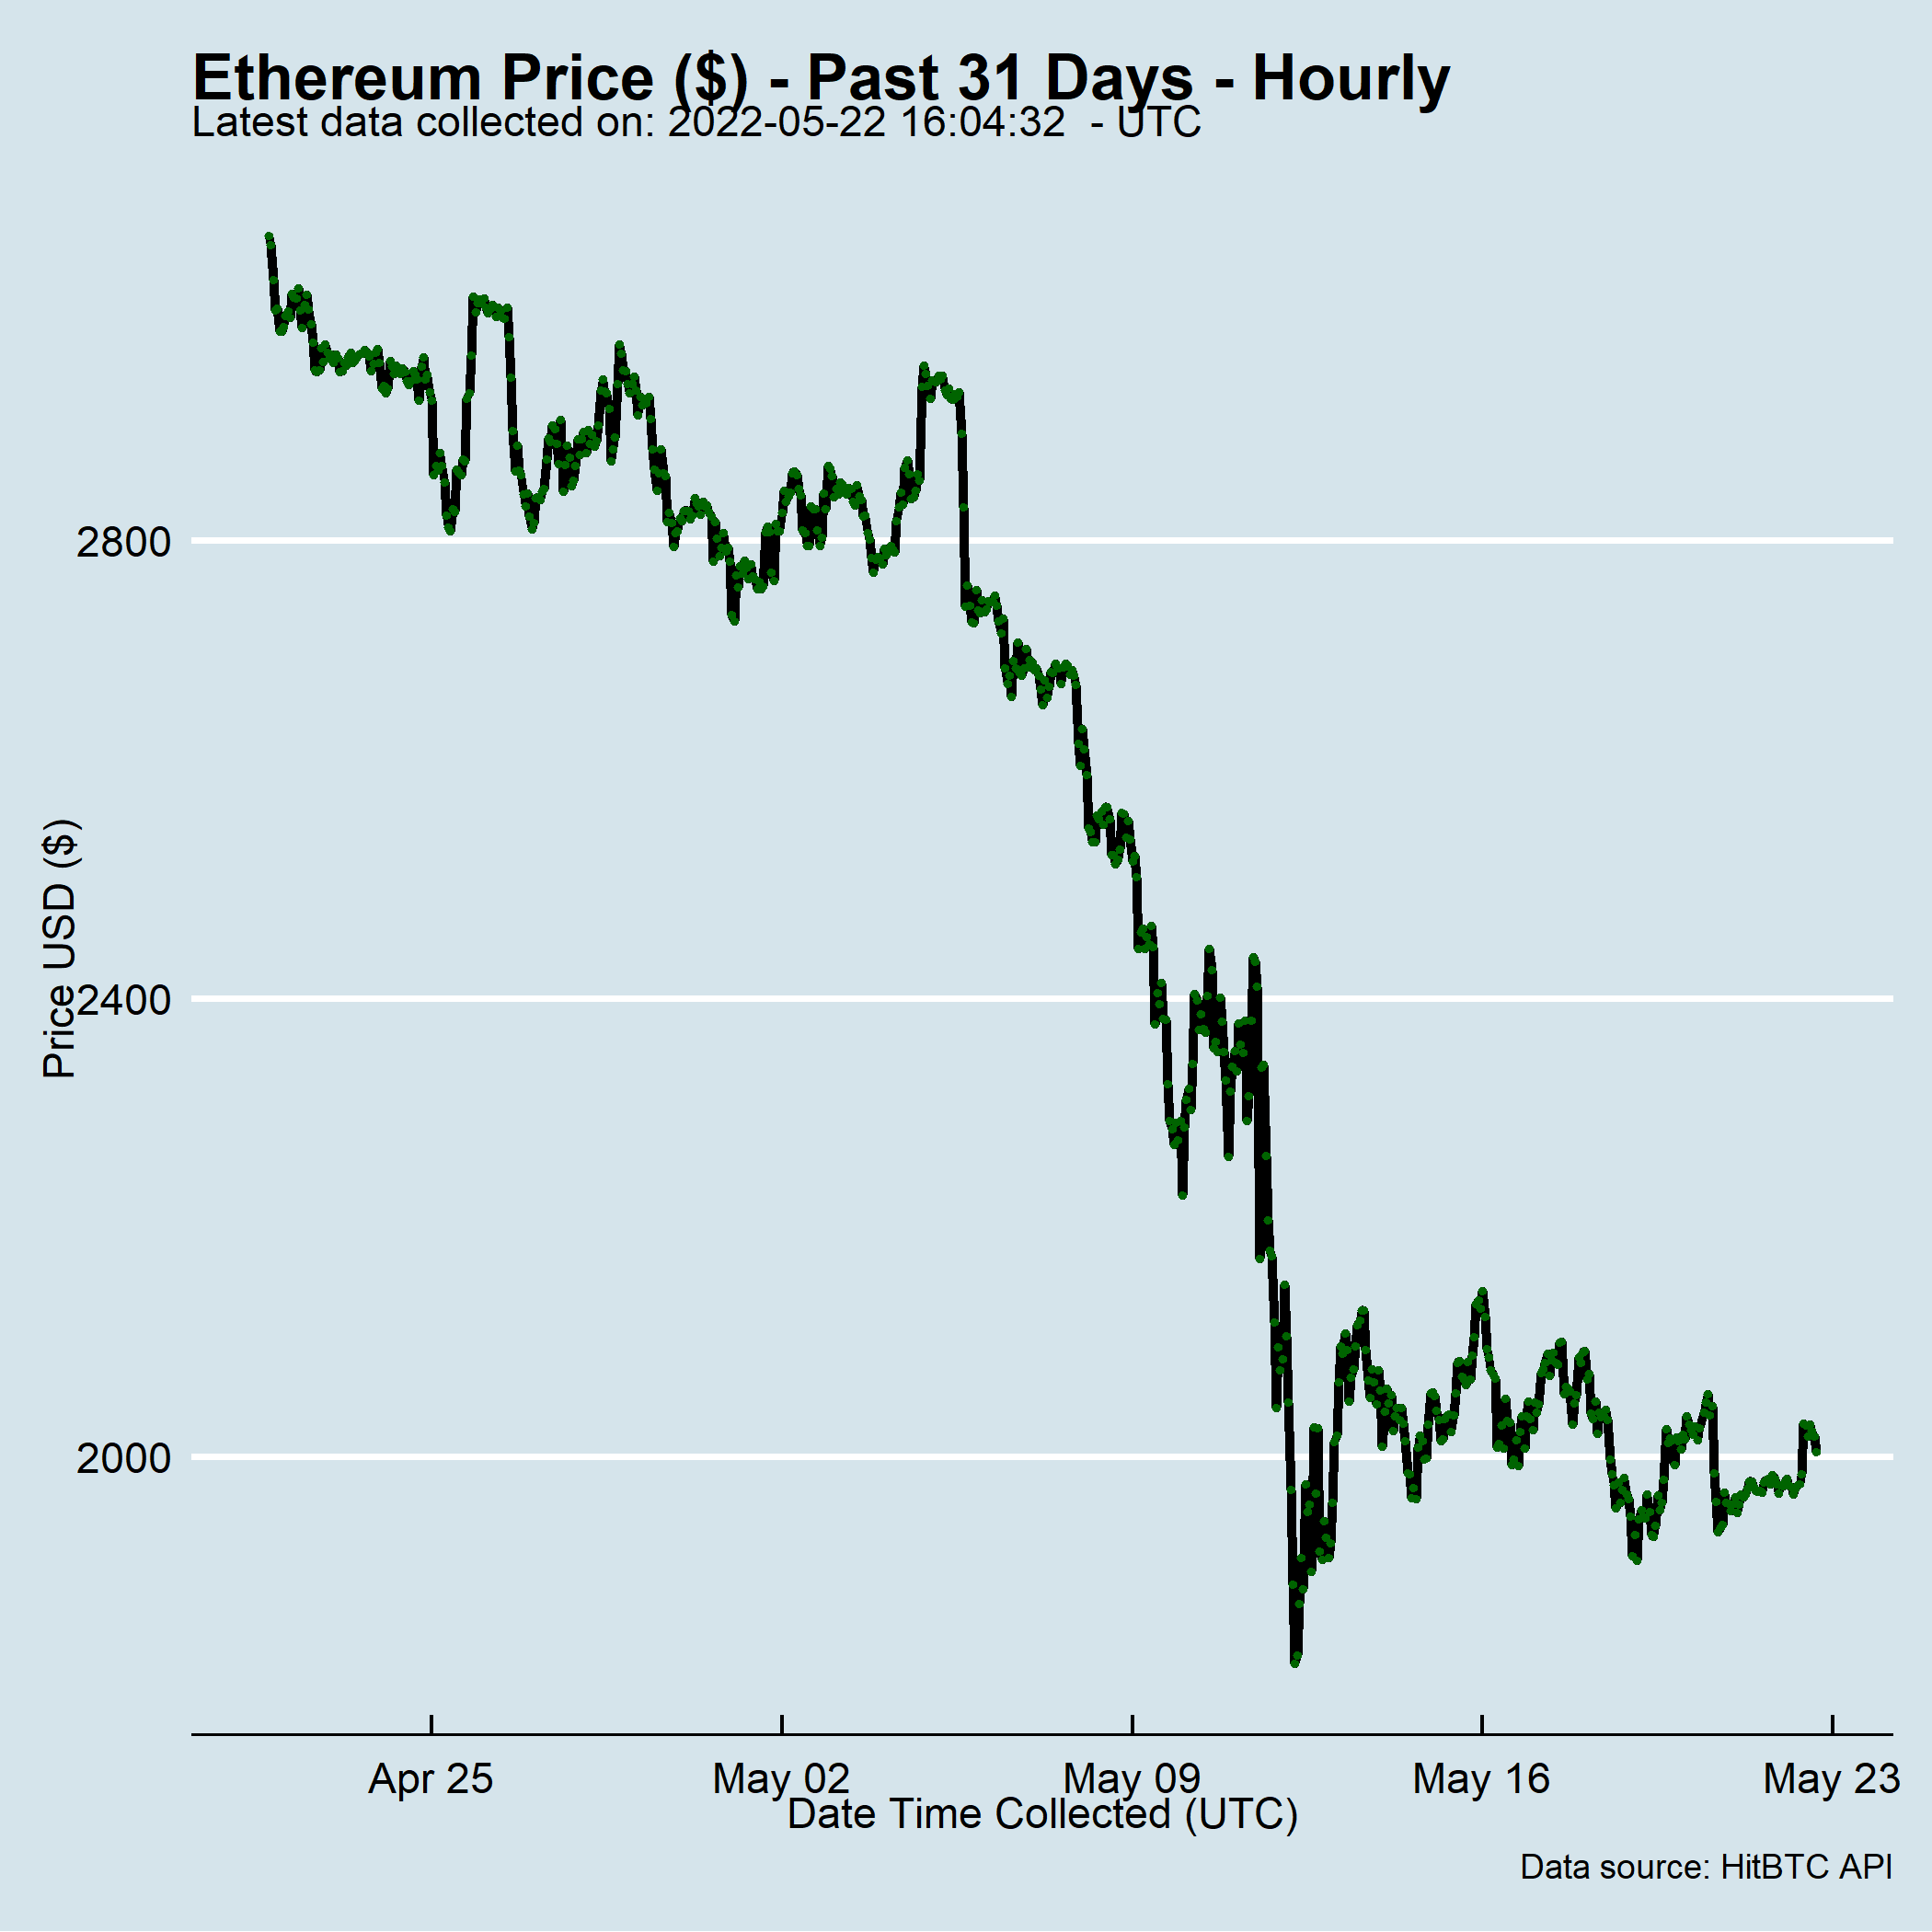 Ethereum Price ($) - Past 31 Days - Hourly
Latest data collected on: 2022-05-22 16:04:32  - UTC
Price USD ($)
2800
2400
2000
Apr 25
May 02
May 09
May 16
May 23
Date Time Collected (UTC)
Data source: HitBTC API